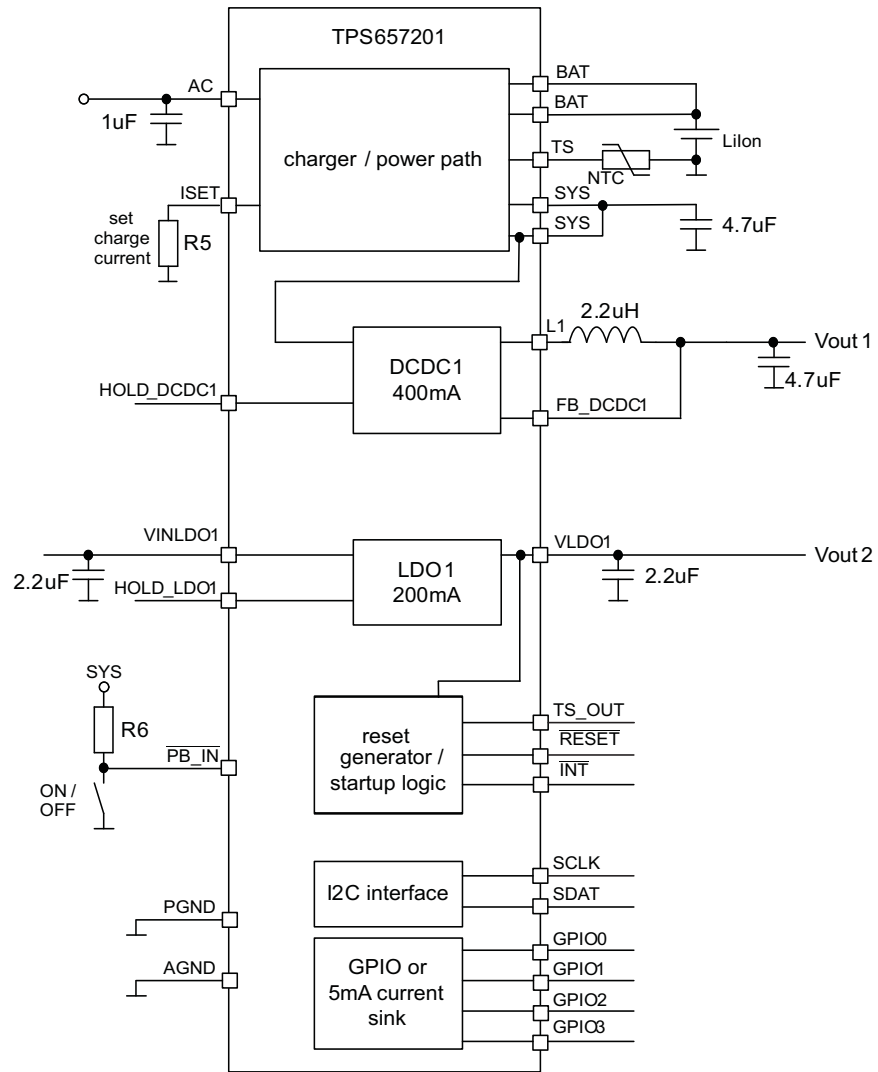 TPS657201
AC
1uF
charger / power path
BAT
BAT
LiIon
TS
NTC
ISET
SYS
SYS
set
charge
current
R5
4.7uF
2.2uH
L1
Vout 1
DCDC1
400mA
4.7uF
HOLD_DCDC1
FB_DCDC1
VINLDO1
VLDO1
Vout 2
2.2uF
LDO1
200mA
2.2uF
HOLD_LDO1
SYS
R6
PB_IN
ON /
OFF
reset
generator /
startup logic
TS_OUT
RESET
INT
I2C interface
SCLK
SDAT
PGND
AGND
GPIO or
5mA current
sink
GPIO0
GPIO1
GPIO2
GPIO3